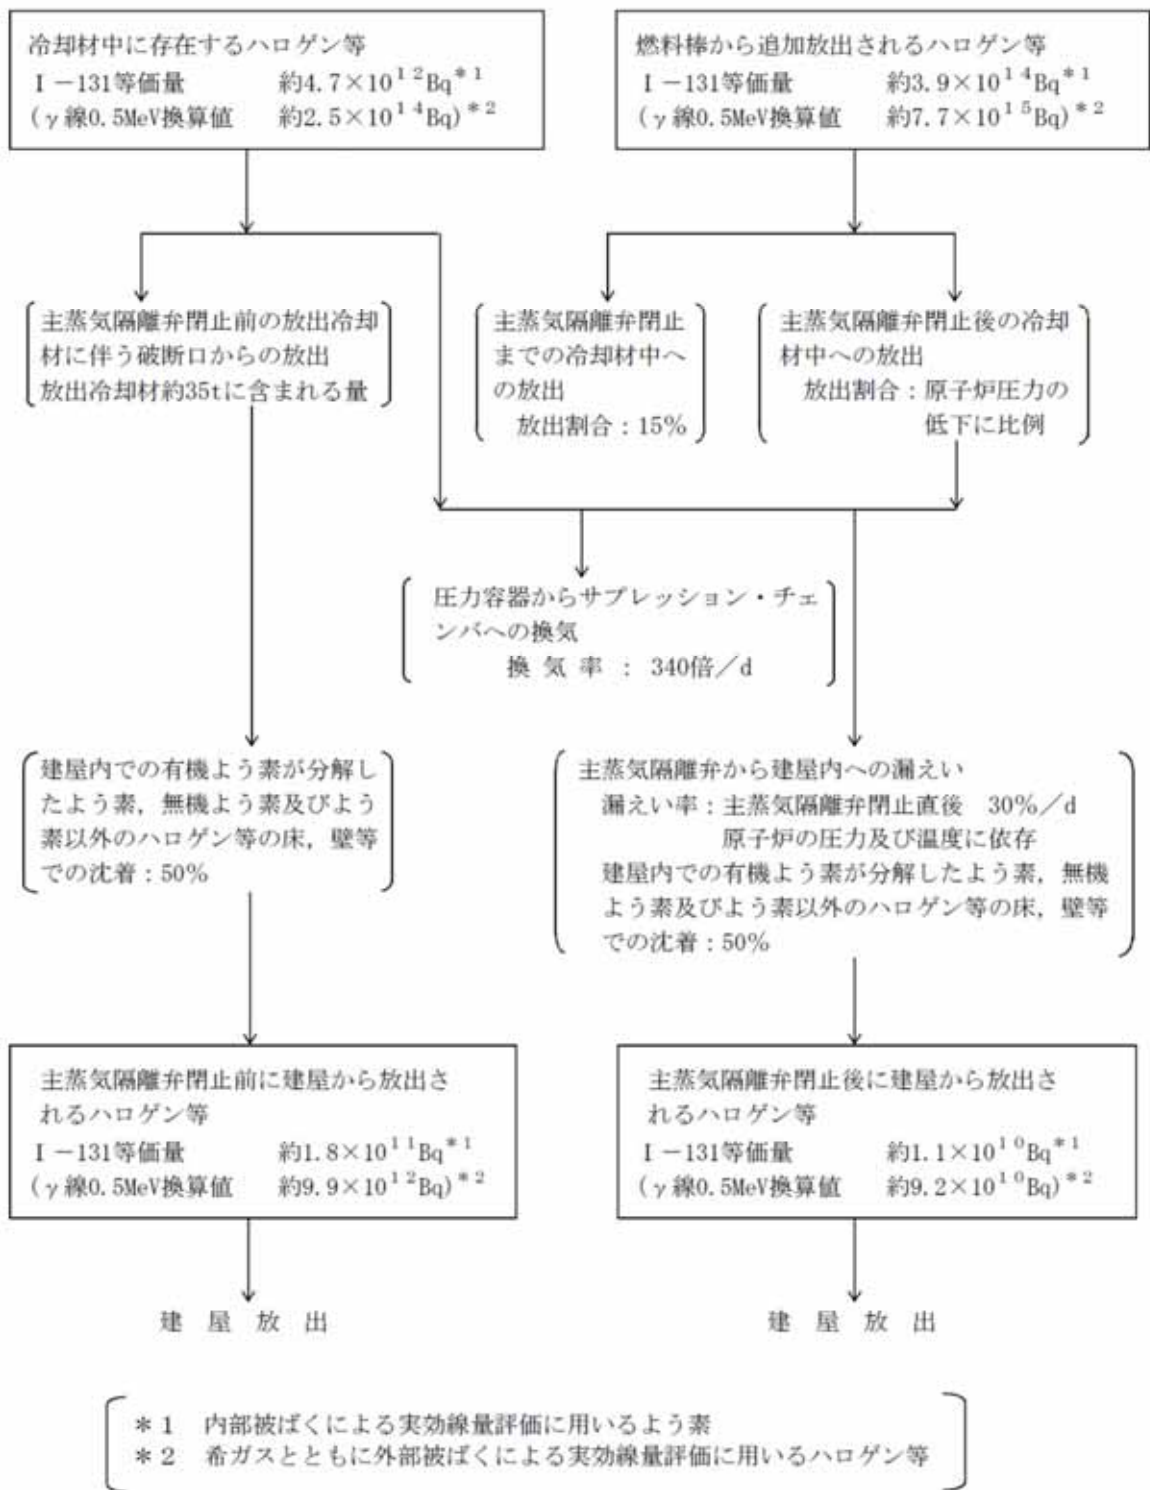 冷却材中に存在するハロゲン等
I－131等価量 約4.7×10¹²Bq*¹
(γ線0.5MeV換算値 約2.5×10¹⁴Bq)*²
燃料棒から追加放出されるハロゲン等
I－131等価量 約3.9×10¹⁴Bq*¹
(γ線0.5MeV換算値 約7.7×10¹⁵Bq)*²
主蒸気隔離弁閉止前の放出冷却
材に伴う破断口からの放出
放出冷却材約35tに含まれる量
主蒸気隔離弁閉止
までの冷却材中へ
の放出
放出割合：15%
主蒸気隔離弁閉止後の冷却
材中への放出
放出割合：原子炉圧力の
低下に比例
圧力容器からサプレッション・チェ
ンバへの換気
換気率：340倍／d
建屋内での有機よう素が分解し
たよう素，無機よう素及びよう
素以外のハロゲン等の床，壁等
での沈着：50%
主蒸気隔離弁から建屋内への漏えい
漏えい率：主蒸気隔離弁閉止直後 30%／d
原子炉の圧力及び温度に依存
建屋内での有機よう素が分解したよう素，無機
よう素及びよう素以外のハロゲン等の床，壁等
での沈着：50%
主蒸気隔離弁閉止前に建屋から放出さ
れるハロゲン等
I－131等価量 約1.8×10¹¹Bq*¹
(γ線0.5MeV換算値 約9.9×10¹²Bq)*²
主蒸気隔離弁閉止後に建屋から放出さ
れるハロゲン等
I－131等価量 約1.1×10¹⁰Bq*¹
(γ線0.5MeV換算値 約9.2×10¹⁰Bq)*²
建屋放出
建屋放出
＊1 内部被ばくによる実効線量評価に用いるよう素
＊2 希ガスとともに外部被ばくによる実効線量評価に用いるハロゲン等